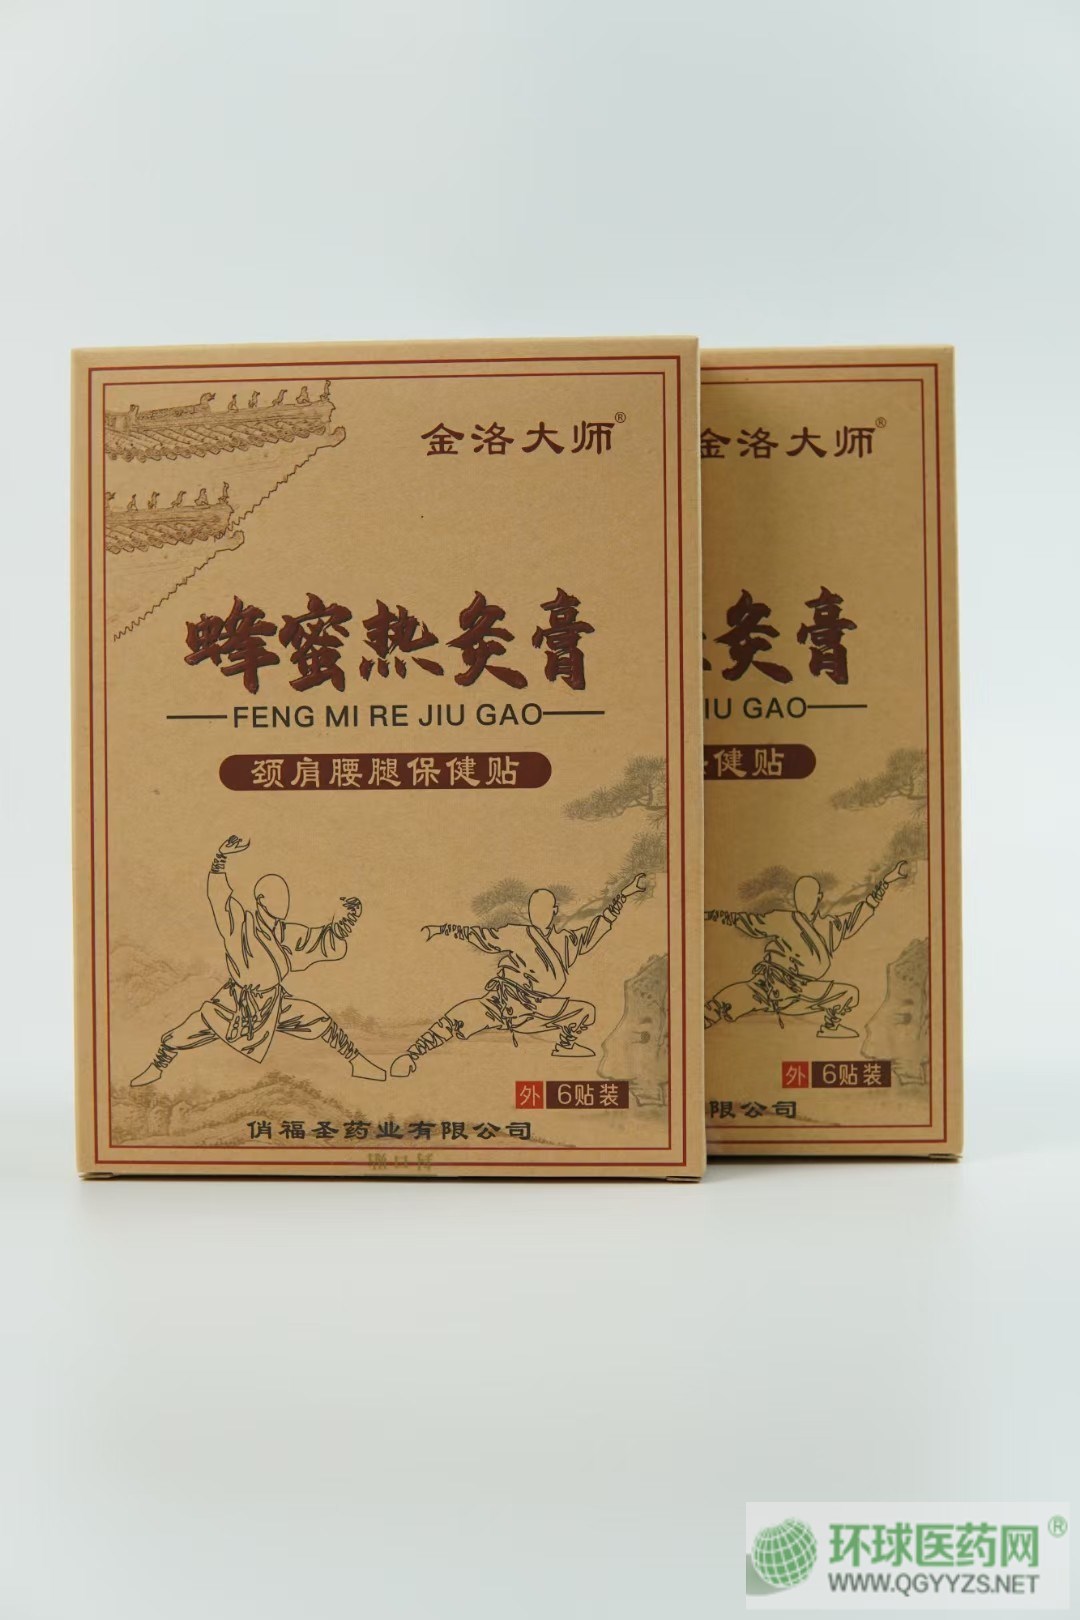 金洛大师®
蜂蜜热灸膏
FENG MI RE JIU GAO
颈肩腰腿保健贴
外 6贴装
俏福圣药业有限公司
金洛大师®
灸膏
IU GAO
健贴
外 6贴装
限公司
环球医药网®
WWW.QGYYZS.NET